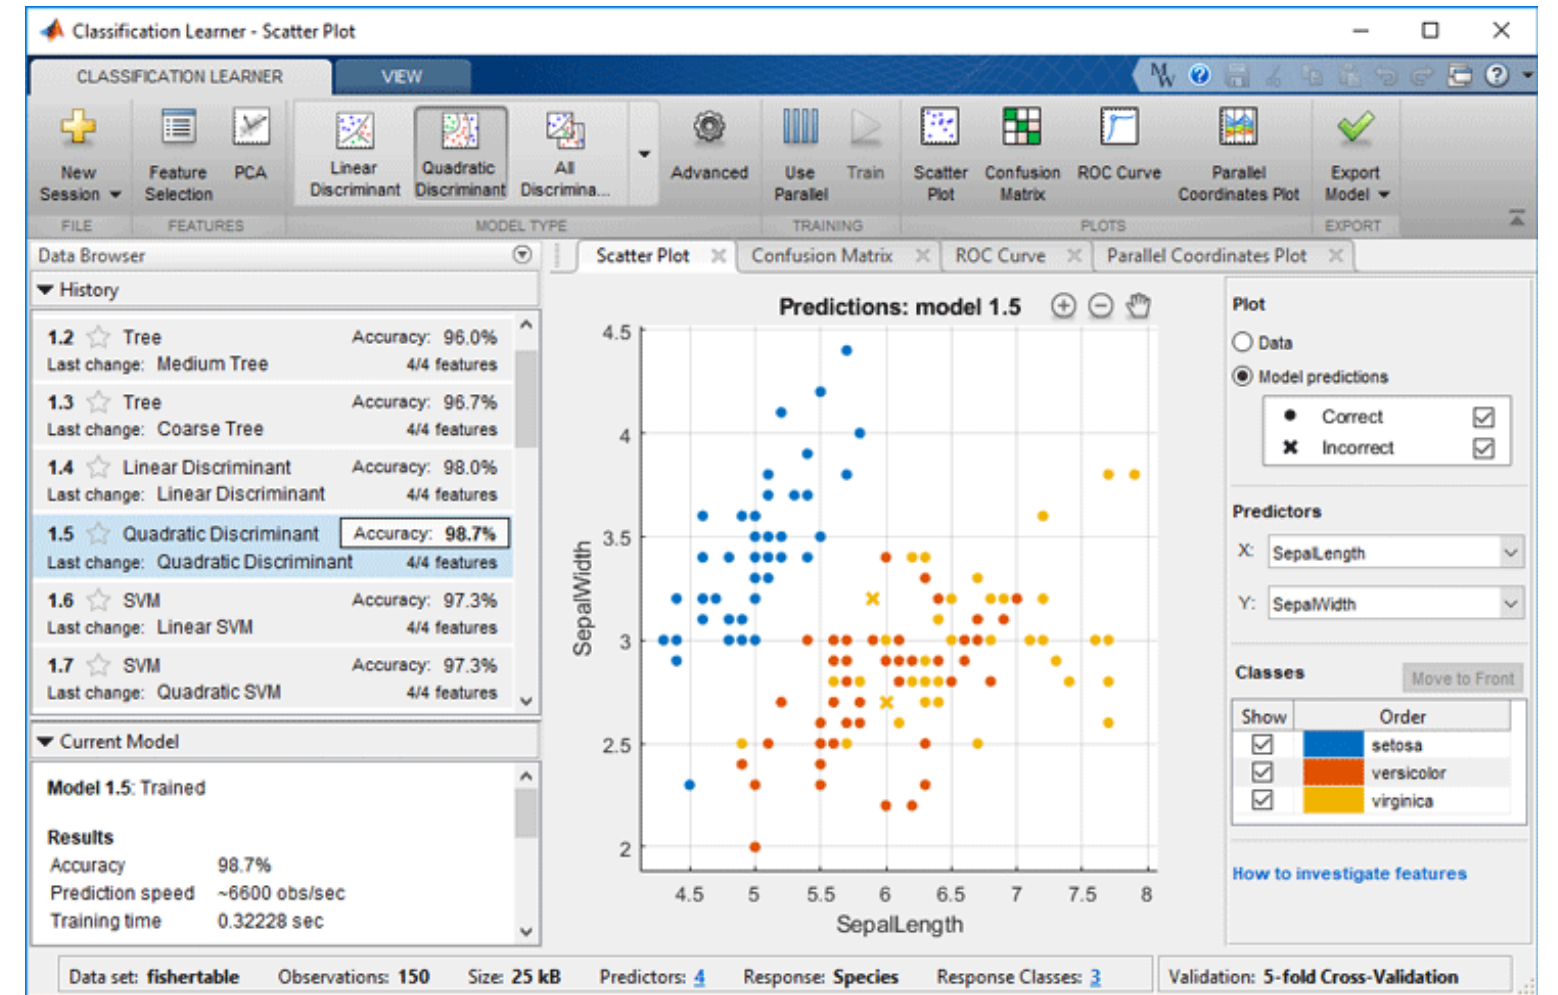 Classification Learner - Scatter Plot
CLASSIFICATION LEARNER VIEW
New Session
Feature Selection
PCA
Linear Discriminant
Quadratic Discriminant
All Discrimina...
Advanced
Use Parallel
Train
Scatter Plot
Confusion Matrix
ROC Curve
Parallel Coordinates Plot
Export Model
FILE FEATURES MODEL TYPE TRAINING PLOTS EXPORT
Data Browser
History
1.2 Tree Accuracy: 96.0%
Last change: Medium Tree 4/4 features
1.3 Tree Accuracy: 96.7%
Last change: Coarse Tree 4/4 features
1.4 Linear Discriminant Accuracy: 98.0%
Last change: Linear Discriminant 4/4 features
1.5 Quadratic Discriminant Accuracy: 98.7%
Last change: Quadratic Discriminant 4/4 features
1.6 SVM Accuracy: 97.3%
Last change: Linear SVM 4/4 features
1.7 SVM Accuracy: 97.3%
Last change: Quadratic SVM 4/4 features
Current Model
Model 1.5: Trained
Results
Accuracy 98.7%
Prediction speed ~6600 obs/sec
Training time 0.32228 sec
Scatter Plot Confusion Matrix ROC Curve Parallel Coordinates Plot
Predictions: model 1.5
4.5
4
3.5
3
2.5
2
SepalWidth
4.5 5 5.5 6 6.5 7 7.5 8
SepalLength
Plot
Data
Model predictions
Correct
Incorrect
Predictors
X: SepalLength
Y: SepalWidth
Classes Move to Front
Show Order
setosa
versicolor
virginica
How to investigate features
Data set: fishertable Observations: 150 Size: 25 kB Predictors: 4 Response: Species Response Classes: 3 Validation: 5-fold Cross-Validation